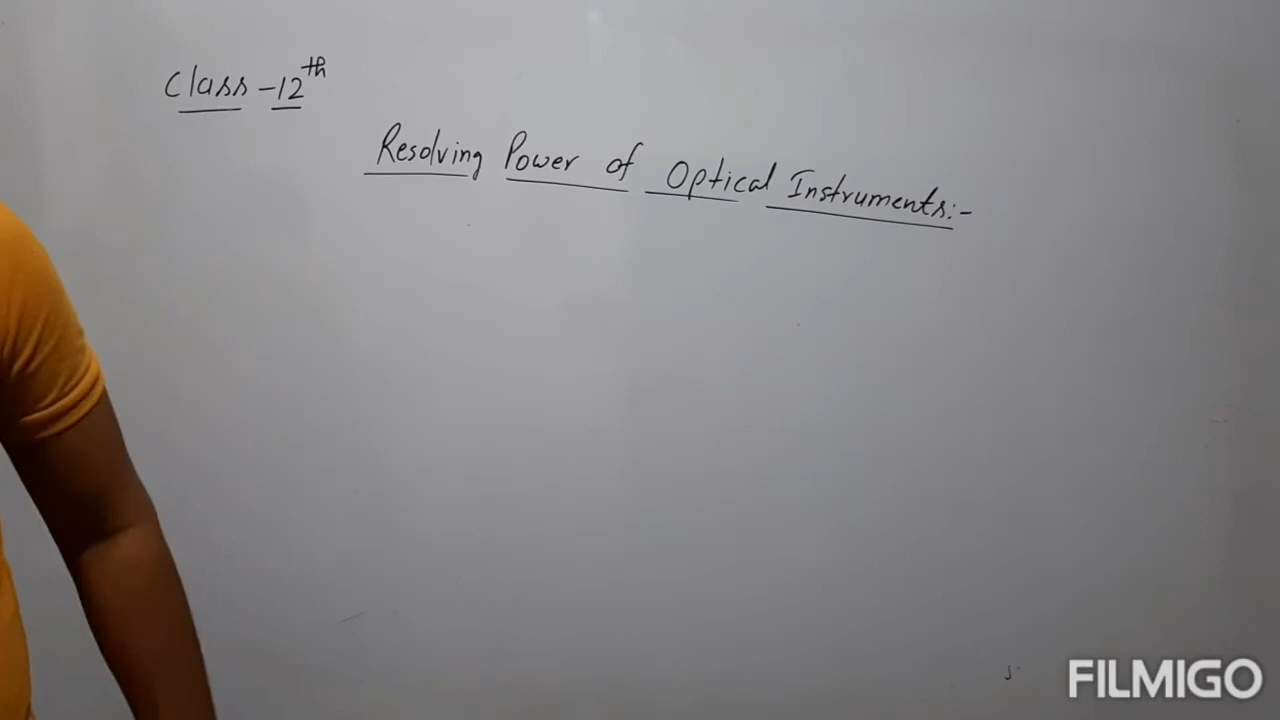 Class - 12th
Resolving Power of Optical Instruments:-
FILMIGO